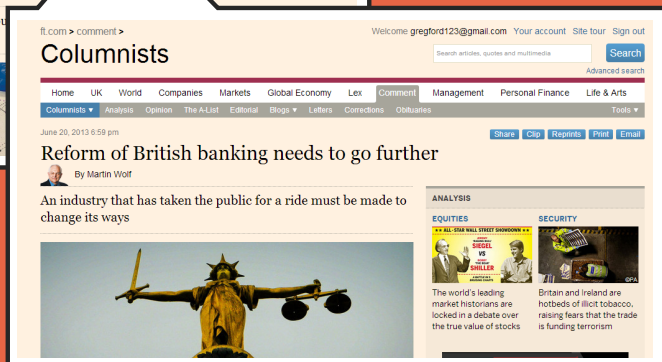 ft.com > comment >
Welcome gregford123@gmail.com Your account Site tour Sign out
Columnists
Search articles, quotes and multimedia
Search
Advanced search
Home UK World Companies Markets Global Economy Lex Comment Management Personal Finance Life & Arts
Columnists ▼ Analysis Opinion The A-List Editorial Blogs ▼ Letters Corrections Obituaries Tools ▼
June 20, 2013 6:59 pm
Share Clip Reprints Print Email
Reform of British banking needs to go further
By Martin Wolf
An industry that has taken the public for a ride must be made to
change its ways
ANALYSIS
EQUITIES
★★ ALL-STAR WALL STREET SHOWDOWN ★★
SIEGEL
VS
SHILLER
The world's leading
market historians are
locked in a debate over
the true value of stocks
SECURITY
©PA
Britain and Ireland are
hotbeds of illicit tobacco,
raising fears that the trade
is funding terrorism